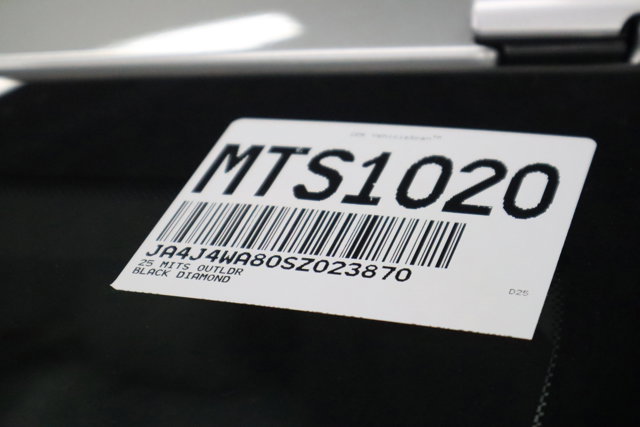 MTS1020
JA4J4WA80SZ023870
25 MITS OUTLDR
BLACK DIAMOND
D25